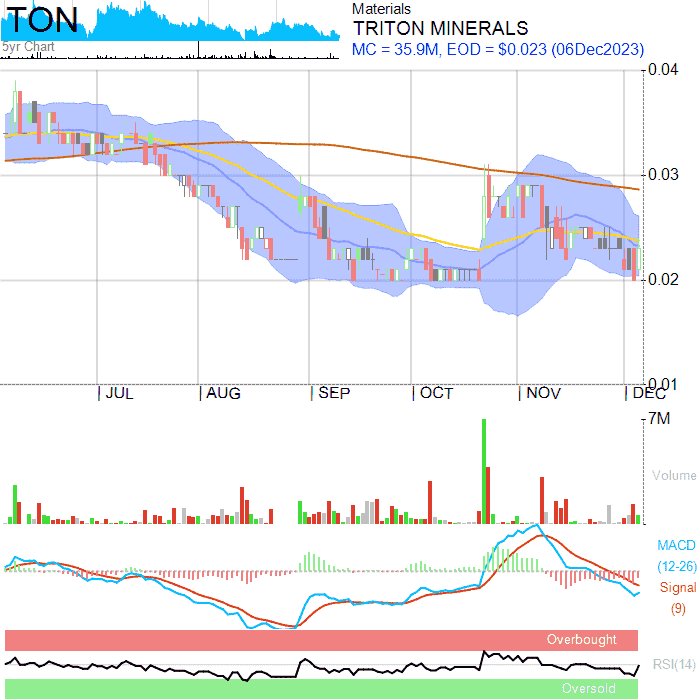 TON
5yr Chart
Materials
TRITON MINERALS
MC = 35.9M, EOD = $0.023 (06Dec2023)
0.04
0.03
0.02
0.01
JUL
AUG
SEP
OCT
NOV
DEC
7M
Volume
MACD
(12-26)
Signal
(9)
Overbought
RSI(14)
Oversold